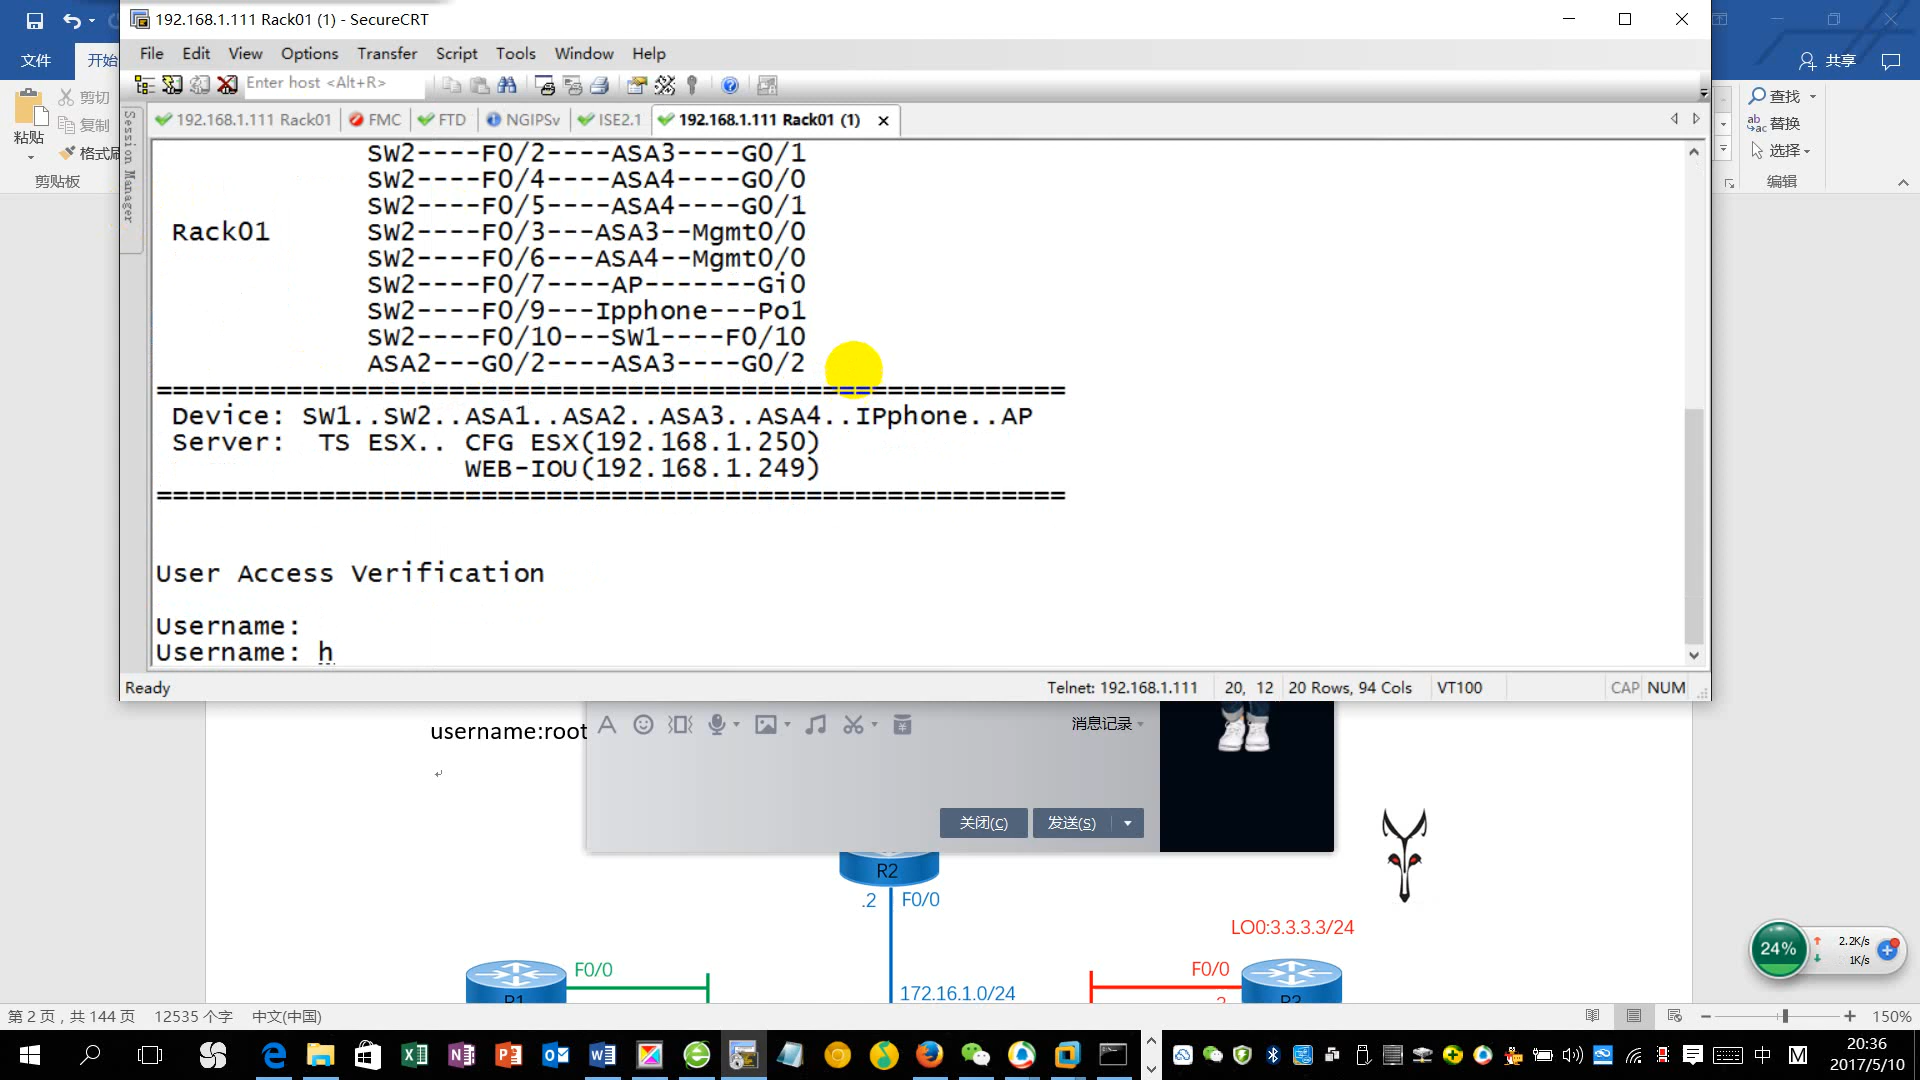 192.168.1.111 Rack01 (1) - SecureCRT
File Edit View Options Transfer Script Tools Window Help
文件
开始
共享
Enter host <Alt+R>
剪切
粘贴
复制
格式刷
剪贴板
查找
替换
选择
编辑
Session Manager
192.168.1.111 Rack01
FMC
FTD
NGIPSv
ISE2.1
192.168.1.111 Rack01 (1)
SW2----F0/2----ASA3----G0/1
SW2----F0/4----ASA4----G0/0
SW2----F0/5----ASA4----G0/1
Rack01 SW2----F0/3---ASA3--Mgmt0/0
SW2----F0/6---ASA4--Mgmt0/0
SW2----F0/7----AP-------Gi0
SW2----F0/9---Ipphone---Po1
SW2----F0/10---SW1----F0/10
ASA2---G0/2----ASA3----G0/2
========================================================
Device: SW1..SW2..ASA1..ASA2..ASA3..ASA4..IPphone..AP
Server: TS ESX.. CFG ESX(192.168.1.250)
WEB-IOU(192.168.1.249)
========================================================
User Access Verification
Username:
Username: h
Ready
Telnet: 192.168.1.111 20, 12 20 Rows, 94 Cols VT100 CAP NUM
username:root
消息记录
关闭(C)
发送(S)
R2
.2 F0/0
LO0:3.3.3.3/24
F0/0
F0/0
172.16.1.0/24
24%
2.2K/s
1K/s
第 2 页，共 144 页 12535 个字 中文(中国)
150%
中
M
20:36
2017/5/10